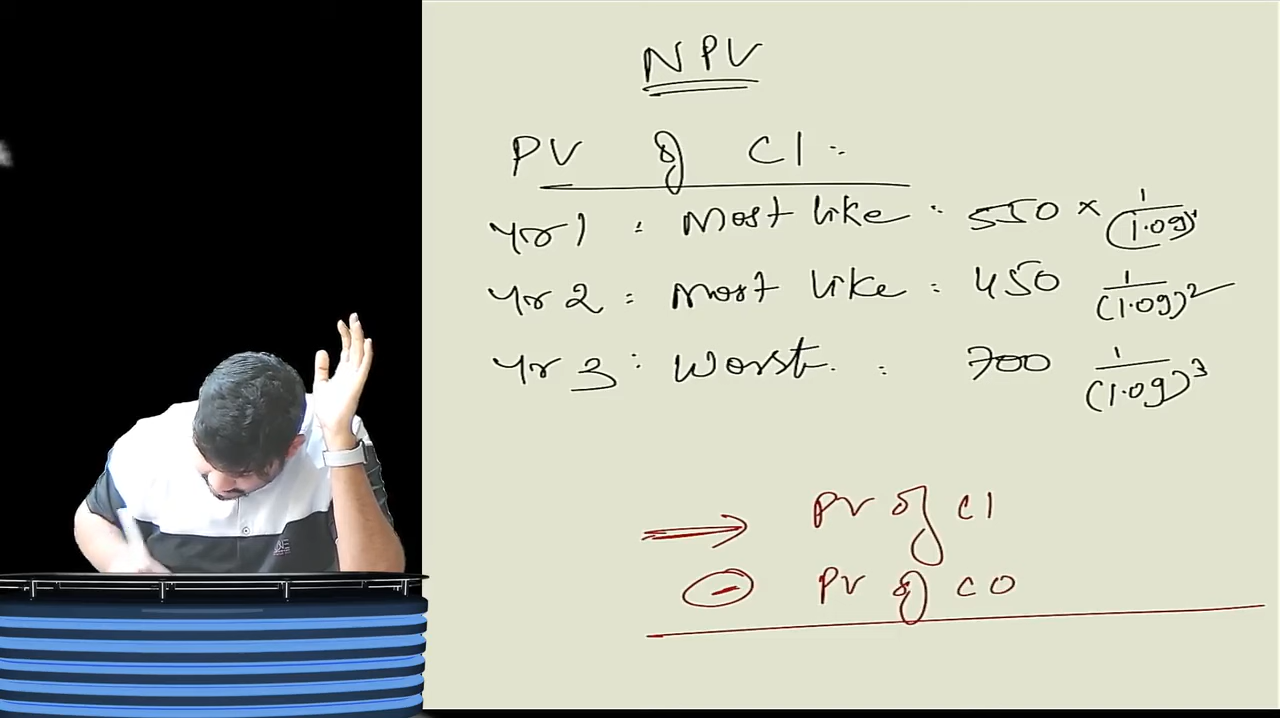 NPV
PV of CI :-
Yr 1 : Most like : 550 × 1/(1.09)¹
Yr 2 : Most like : 450 1/(1.09)²
Yr 3 : Worst. : 700 1/(1.09)³
→ PV of CI
(-) PV of CO